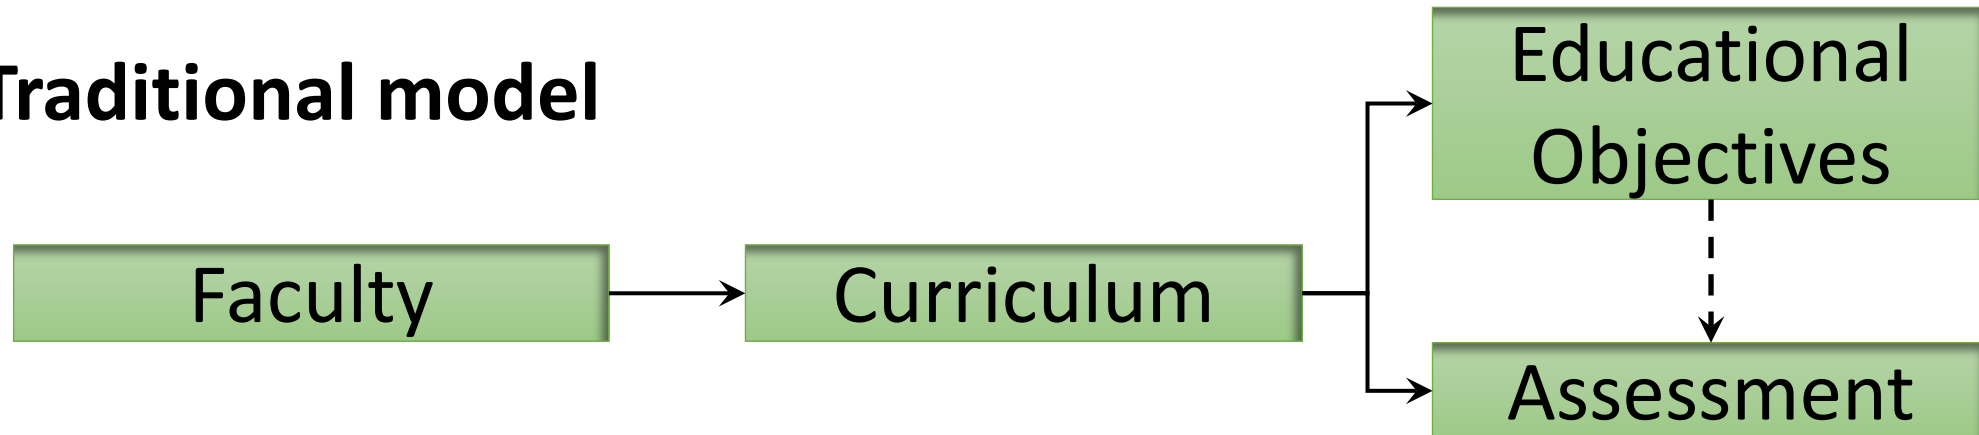 Traditional model
Educational
Objectives
Faculty
Curriculum
Assessment